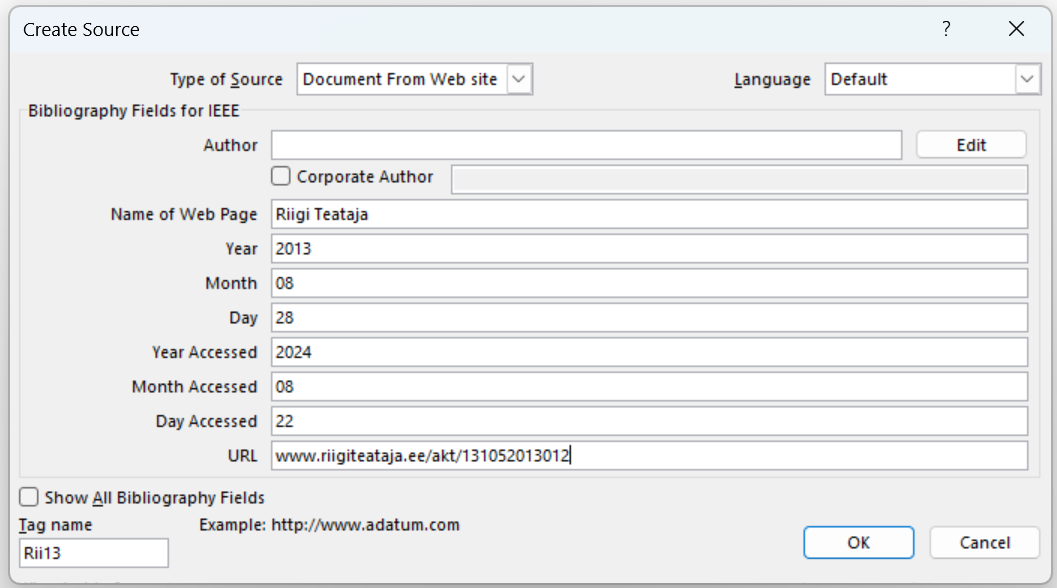 Create Source
?
Type of Source Document From Web site Language Default
Bibliography Fields for IEEE
Author Edit
Corporate Author
Name of Web Page Riigi Teataja
Year 2013
Month 08
Day 28
Year Accessed 2024
Month Accessed 08
Day Accessed 22
URL www.riigiteataja.ee/akt/131052013012
Show All Bibliography Fields
Tag name Example: http://www.adatum.com
Rii13
OK Cancel